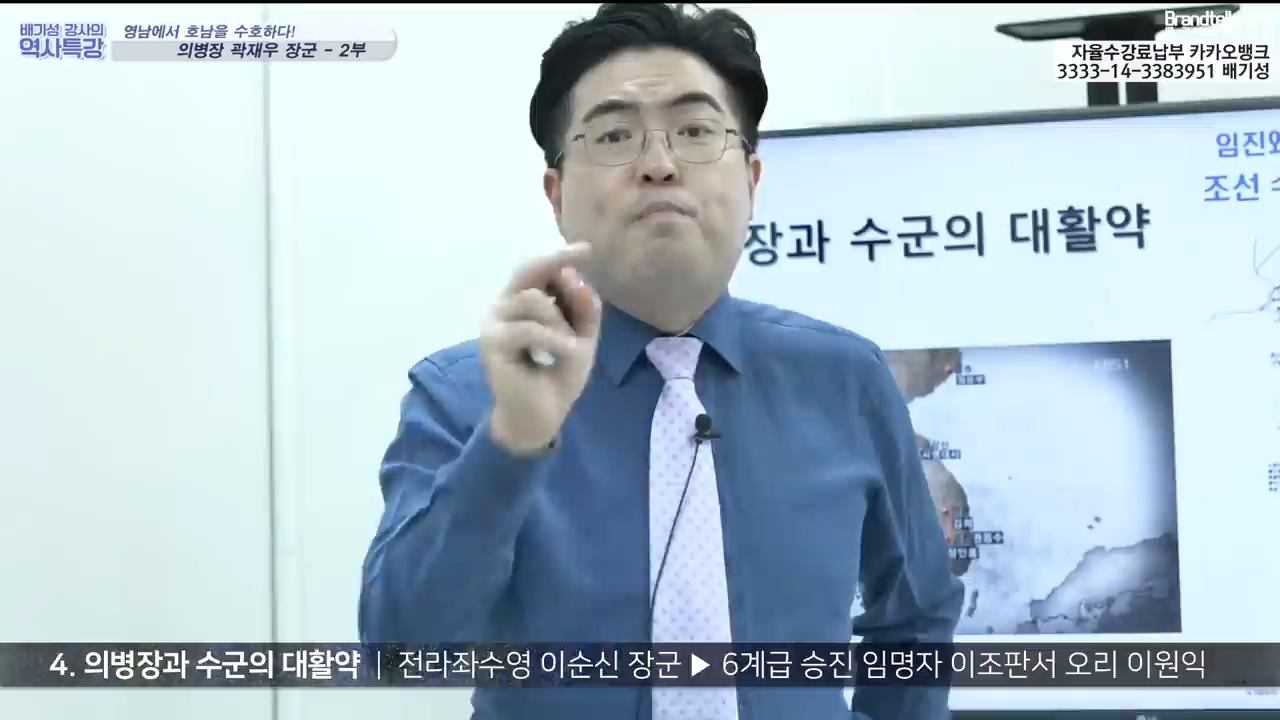 배기성 강사의
역사특강
영남에서 호남을 수호하다!
의병장 곽재우 장군 - 2부
자율수강료납부 카카오뱅크
3333-14-3383951 배기성
조선
장과 수군의 대활약
4. 의병장과 수군의 대활약 | 전라좌수영 이순신 장군 ▶ 6계급 승진 임명자 이조판서 오리 이원익